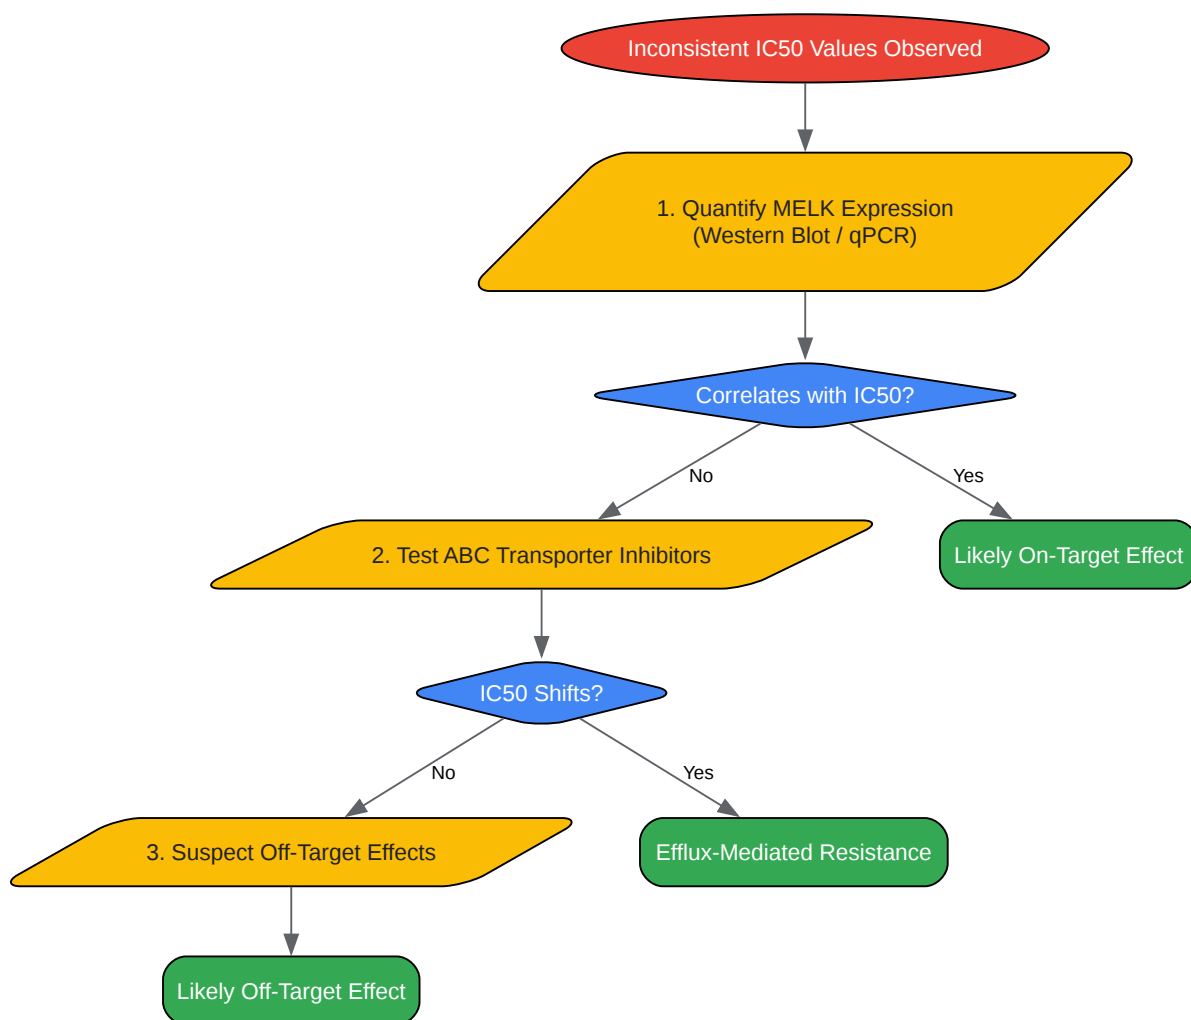 Inconsistent IC50 Values Observed
1. Quantify MELK Expression
(Western Blot / qPCR)
Correlates with IC50?
No
Yes
2. Test ABC Transporter Inhibitors
Likely On-Target Effect
IC50 Shifts?
No
Yes
3. Suspect Off-Target Effects
Efflux-Mediated Resistance
Likely Off-Target Effect